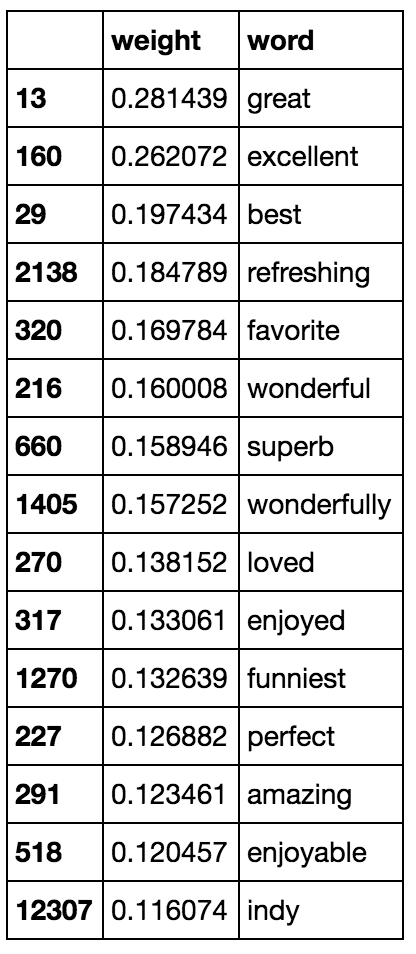 weight word
13 0.281439 great
160 0.262072 excellent
29 0.197434 best
2138 0.184789 refreshing
320 0.169784 favorite
216 0.160008 wonderful
660 0.158946 superb
1405 0.157252 wonderfully
270 0.138152 loved
317 0.133061 enjoyed
1270 0.132639 funniest
227 0.126882 perfect
291 0.123461 amazing
518 0.120457 enjoyable
12307 0.116074 indy